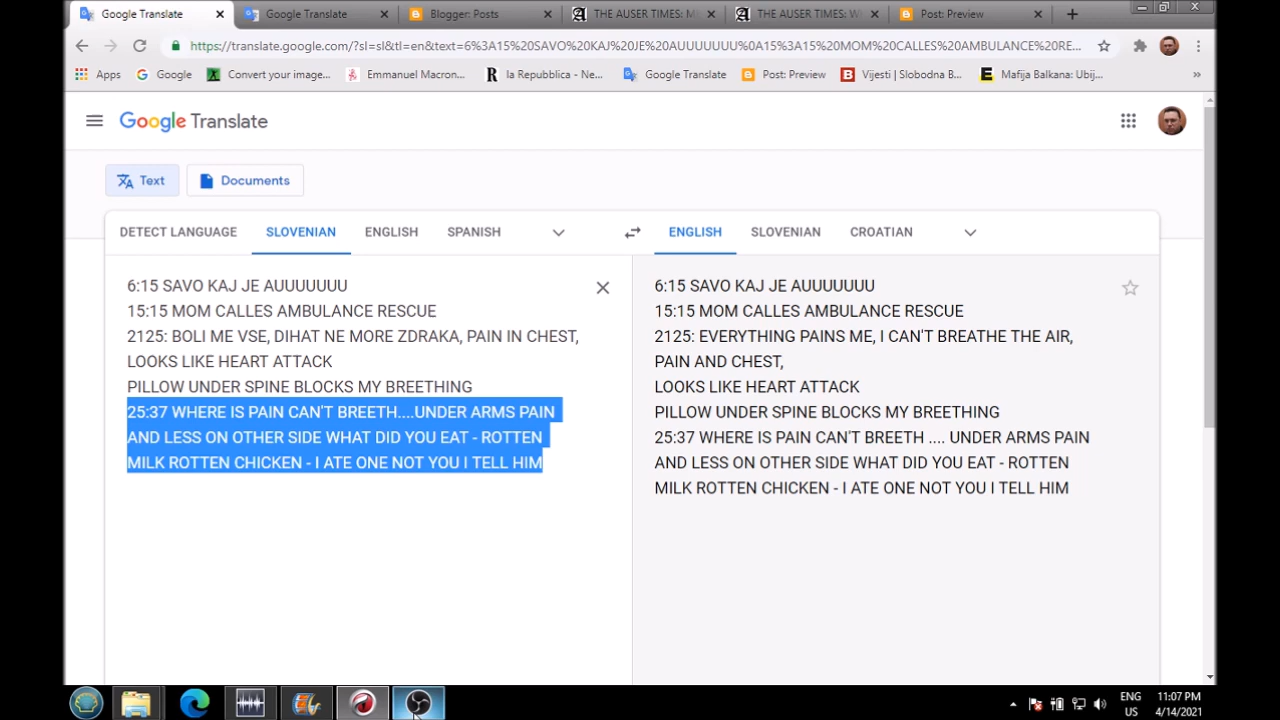 Google Translate
Google Translate
Blogger: Posts
THE AUSER TIMES: M
THE AUSER TIMES: W
Post: Preview
https://translate.google.com/?sl=sl&tl=en&text=6%3A15%20SAVO%20KAJ%20JE%20AUUUUUUU%0A15%3A15%20MOM%20CALLES%20AMBULANCE%20RE...
Apps
Google
Convert your image...
Emmanuel Macron...
la Repubblica - Ne...
Google Translate
Post: Preview
Vijesti | Slobodna B...
Mafija Balkana: Ubij...
»
Google Translate
Text
Documents
DETECT LANGUAGE
SLOVENIAN
ENGLISH
SPANISH
ENGLISH
SLOVENIAN
CROATIAN
6:15 SAVO KAJ JE AUUUUUUU
15:15 MOM CALLES AMBULANCE RESCUE
2125: BOLI ME VSE, DIHAT NE MORE ZDRAKA, PAIN IN CHEST,
LOOKS LIKE HEART ATTACK
PILLOW UNDER SPINE BLOCKS MY BREETHING
25:37 WHERE IS PAIN CAN'T BREETH....UNDER ARMS PAIN
AND LESS ON OTHER SIDE WHAT DID YOU EAT - ROTTEN
MILK ROTTEN CHICKEN - I ATE ONE NOT YOU I TELL HIM
6:15 SAVO KAJ JE AUUUUUUU
15:15 MOM CALLES AMBULANCE RESCUE
2125: EVERYTHING PAINS ME, I CAN'T BREATHE THE AIR,
PAIN AND CHEST,
LOOKS LIKE HEART ATTACK
PILLOW UNDER SPINE BLOCKS MY BREETHING
25:37 WHERE IS PAIN CAN'T BREETH .... UNDER ARMS PAIN
AND LESS ON OTHER SIDE WHAT DID YOU EAT - ROTTEN
MILK ROTTEN CHICKEN - I ATE ONE NOT YOU I TELL HIM
ENG
US
11:07 PM
4/14/2021